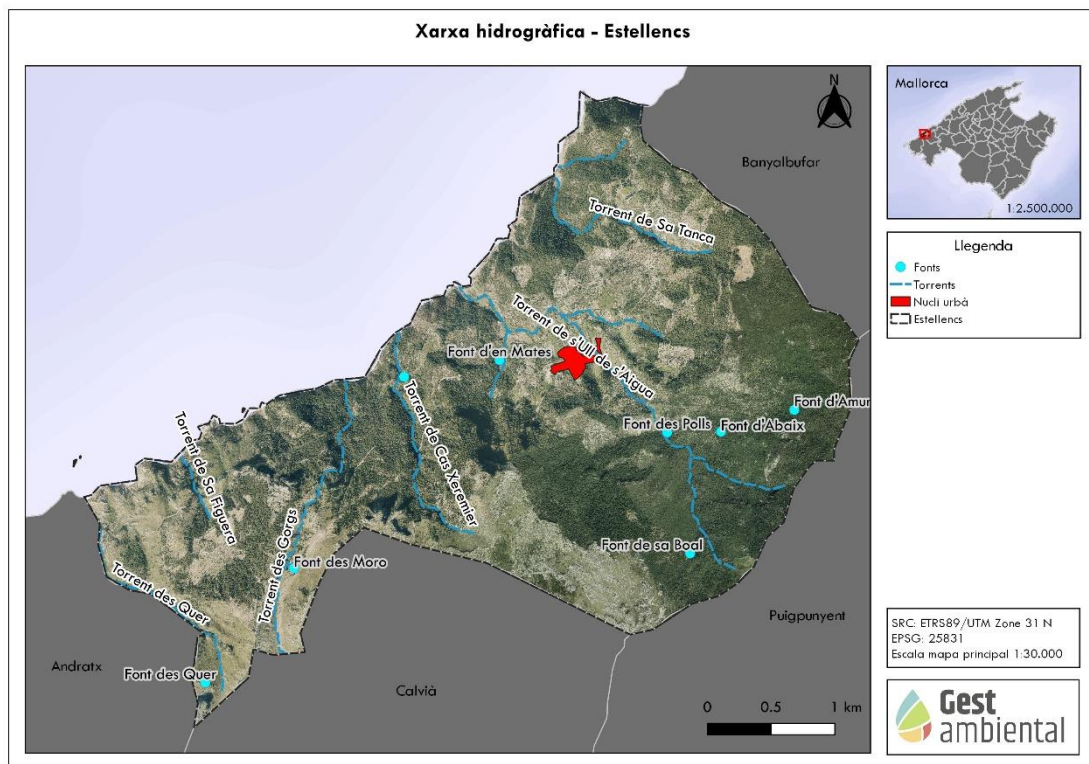 Xarxa hidrogràfica - Estellencs
N
Banyalbufar
Torrent de Sa Tanca
Torrent de s'Ull de s'Aigua
Font d'en Mates
Font d'Amun
Font des Polls
Font d'Abaix
Torrent de Cas Xeremier
Torrent de Sa Figuera
Torrent des Gorgs
Font de sa Boal
Font des Moro
Torrent des Quer
Puigpunyent
Andratx
Font des Quer
Calvià
0 0.5 1 km
Mallorca
1:2.500.000
Llegenda
Fonts
Torrents
Nucli urbà
Estellencs
SRC: ETRS89/UTM Zone 31 N
EPSG: 25831
Escala mapa principal 1:30.000
Gest
ambiental